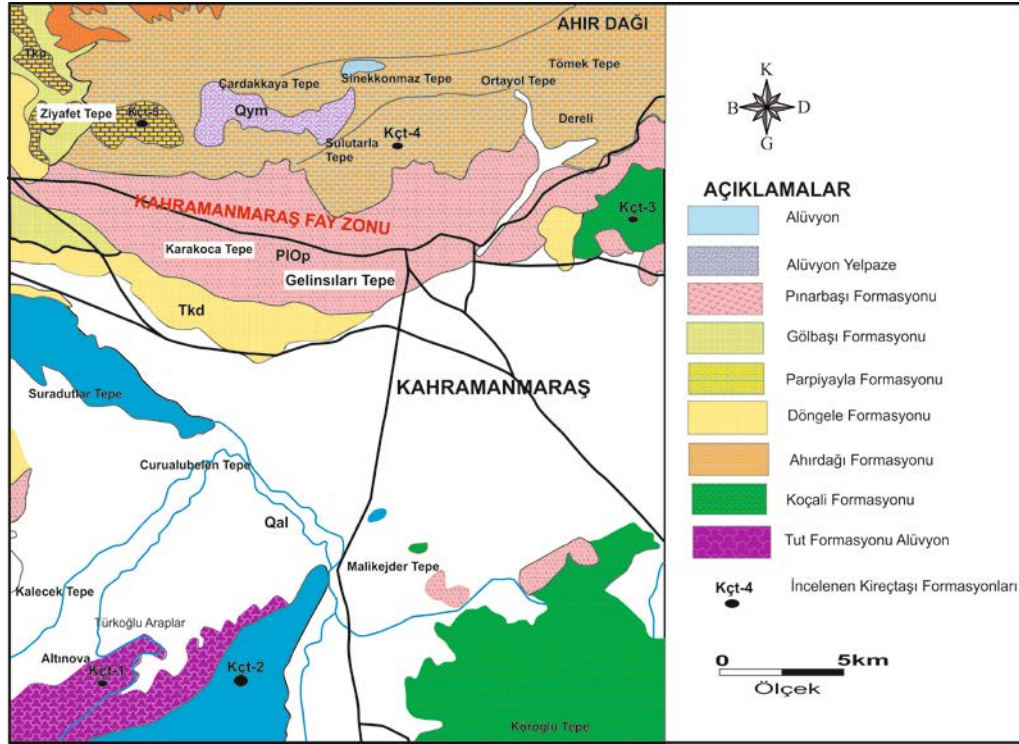 AHIR DAĞI
Tkp
Tömek Tepe
Sinekkonmaz Tepe
Ortayol Tepe
Çardakkaya Tepe
Ziyafet Tepe
Kçt-5
Qym
Dereli
Kçt-4
Sulutarla
Tepe
KAHRAMANMARAŞ FAY ZONU
Kçt-3
Karakoca Tepe
PlOp
Gelinsıları Tepe
Tkd
KAHRAMANMARAŞ
Suradutlar Tepe
Curualubelen Tepe
Qal
Malikejder Tepe
Kalecek Tepe
Türkoğlu Araplar
Altınova
Kçt-1
Kçt-2
Koroglu Tepe
K
B
D
G
AÇIKLAMALAR
Alüvyon
Alüvyon Yelpaze
Pınarbaşı Formasyonu
Gölbaşı Formasyonu
Parpiyayla Formasyonu
Döngele Formasyonu
Ahırdağı Formasyonu
Koçali Formasyonu
Tut Formasyonu Alüvyon
Kçt-4
İncelenen Kireçtaşı Formasyonları
0 5km
Ölçek